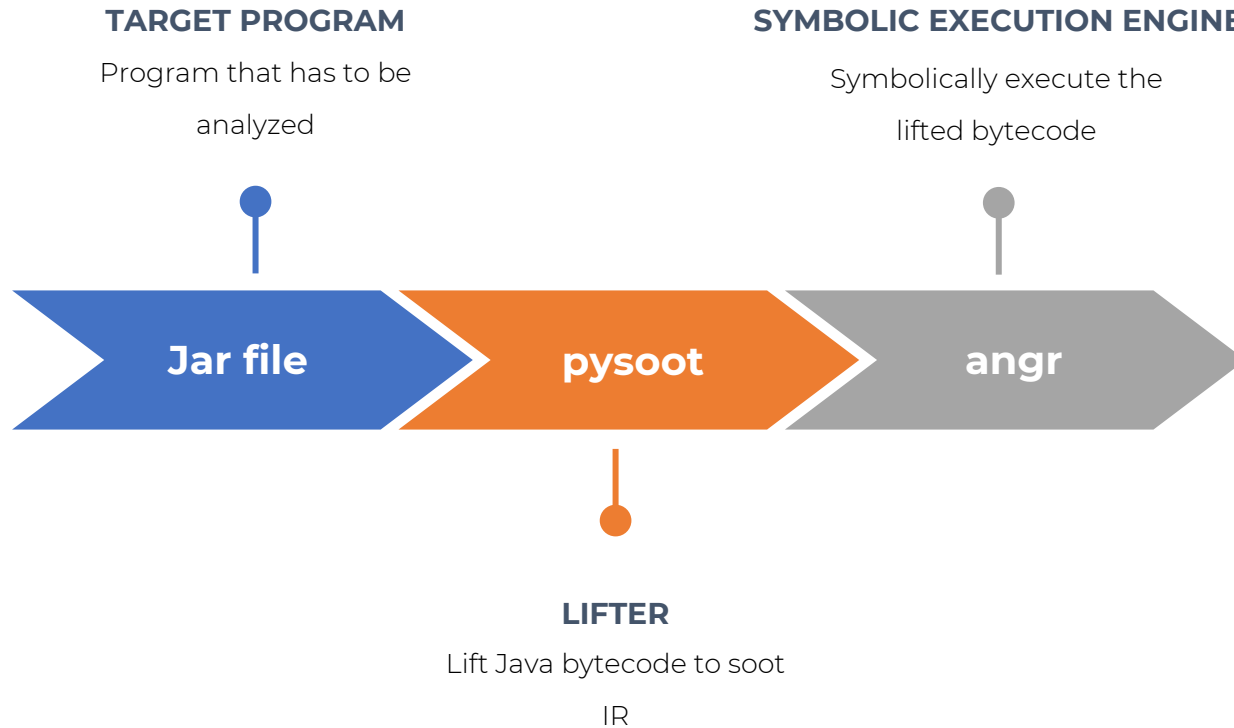 TARGET PROGRAM
Program that has to be
analyzed
SYMBOLIC EXECUTION ENGINE
Symbolically execute the
lifted bytecode
Jar file
pysoot
angr
LIFTER
Lift Java bytecode to soot
IR